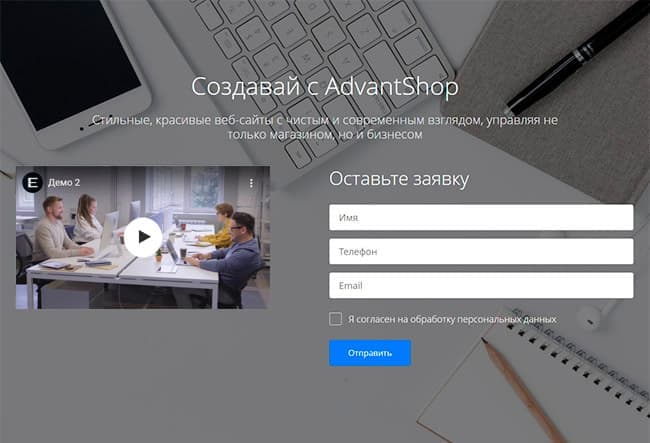 Создавай с AdvantShop
Стильные, красивые веб-сайты с чистым и современным взглядом, управляя не
только магазином, но и бизнесом
E
Демо 2
Оставьте заявку
Имя
Телефон
Email
Я согласен на обработку персональных данных
Отправить